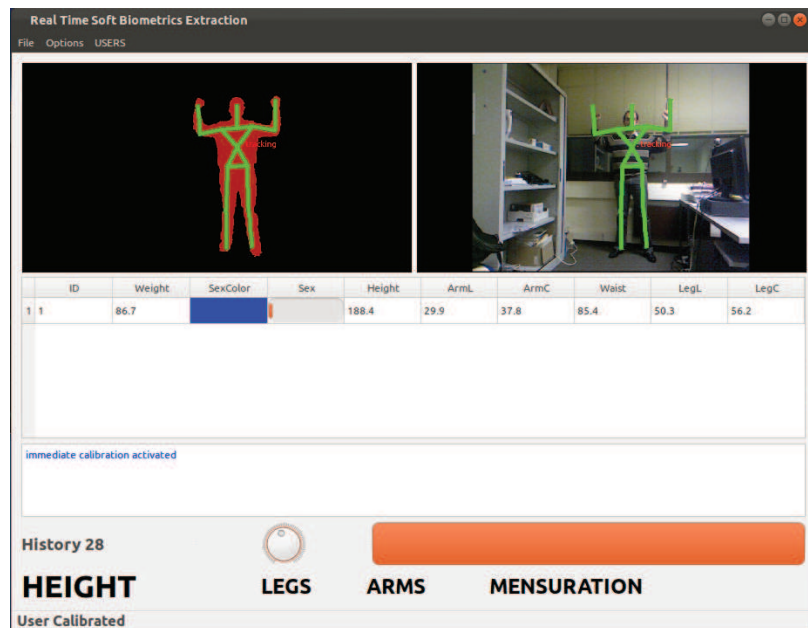 Real Time Soft Biometrics Extraction
File Options USERS
tracking
tracking
ID Weight SexColor Sex Height ArmL ArmC Waist LegL LegC
1 1 86.7 188.4 29.9 37.8 85.4 50.3 56.2
immediate calibration activated
History 28
HEIGHT LEGS ARMS MENSURATION
User Calibrated